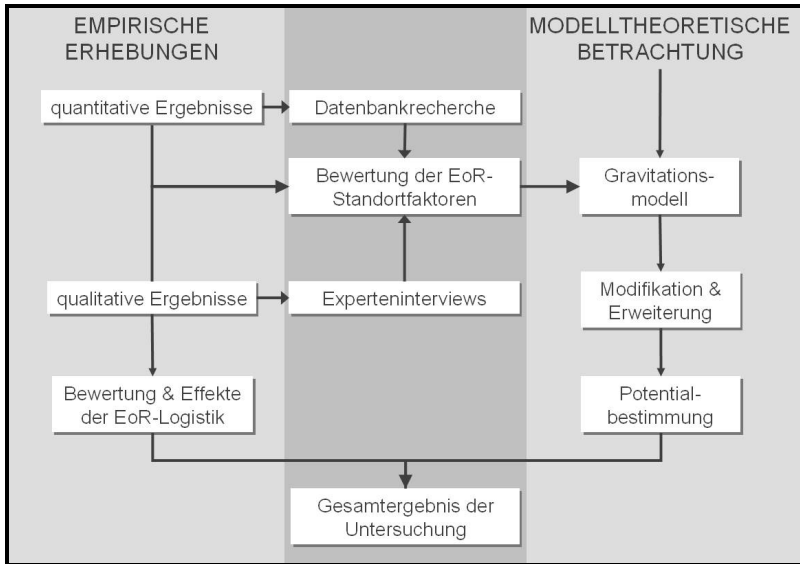 EMPIRISCHE
ERHEBUNGEN
MODELLTHEORETISCHE
BETRACHTUNG
quantitative Ergebnisse
Datenbankrecherche
Bewertung der EoR-
Standortfaktoren
Gravitations-
modell
qualitative Ergebnisse
Experteninterviews
Modifikation &
Erweiterung
Bewertung & Effekte
der EoR-Logistik
Potential-
bestimmung
Gesamtergebnis der
Untersuchung